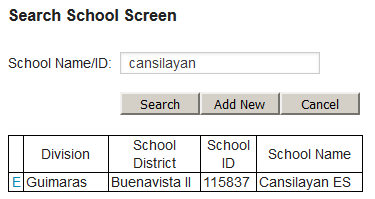 Search School Screen
School Name/ID: cansilayan
Search Add New Cancel
Division School District School ID School Name
E Guimaras Buenavista II 115837 Cansilayan ES